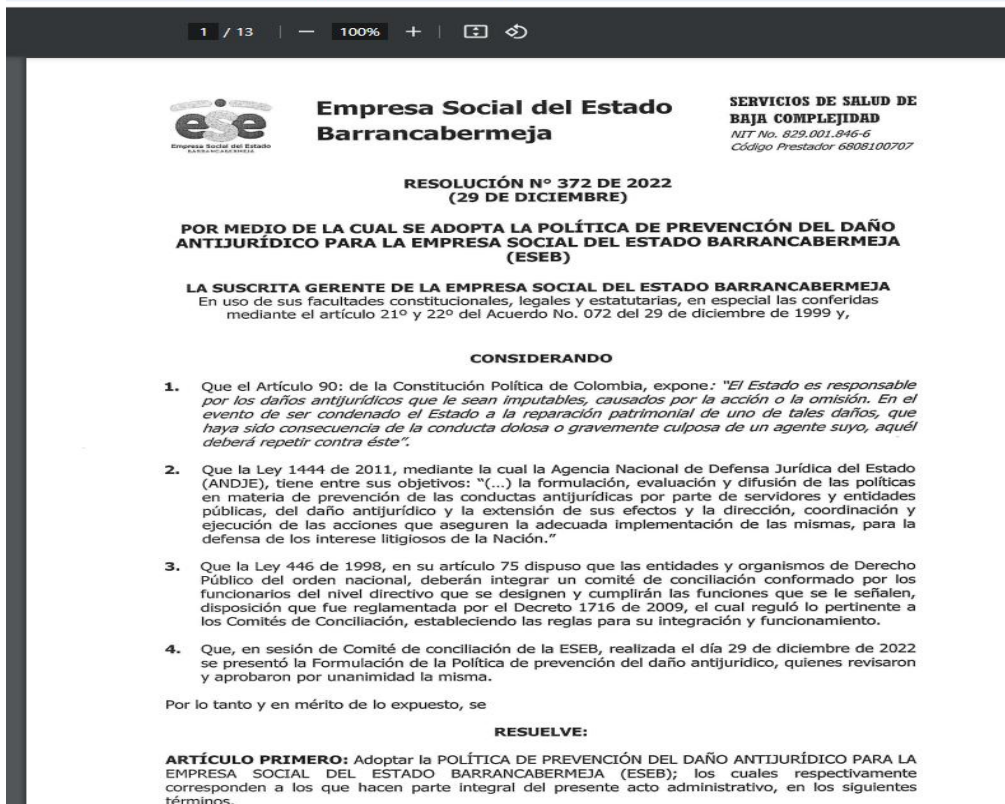 1 / 13 | — 100% + |
ese
Empresa Social del Estado
BARRANCABERMEJA
Empresa Social del Estado
Barrancabermeja
SERVICIOS DE SALUD DE
BAJA COMPLEJIDAD
NIT No. 829.001.846-6
Código Prestador 6808100707
RESOLUCIÓN Nº 372 DE 2022
(29 DE DICIEMBRE)
POR MEDIO DE LA CUAL SE ADOPTA LA POLÍTICA DE PREVENCIÓN DEL DAÑO
ANTIJURÍDICO PARA LA EMPRESA SOCIAL DEL ESTADO BARRANCABERMEJA
(ESEB)
LA SUSCRITA GERENTE DE LA EMPRESA SOCIAL DEL ESTADO BARRANCABERMEJA
En uso de sus facultades constitucionales, legales y estatutarias, en especial las conferidas
mediante el artículo 21º y 22º del Acuerdo No. 072 del 29 de diciembre de 1999 y,
CONSIDERANDO
1. Que el Artículo 90: de la Constitución Política de Colombia, expone: "El Estado es responsable
por los daños antijurídicos que le sean imputables, causados por la acción o la omisión. En el
evento de ser condenado el Estado a la reparación patrimonial de uno de tales daños, que
haya sido consecuencia de la conducta dolosa o gravemente culposa de un agente suyo, aquél
deberá repetir contra éste".
2. Que la Ley 1444 de 2011, mediante la cual la Agencia Nacional de Defensa Jurídica del Estado
(ANDJE), tiene entre sus objetivos: "(...) la formulación, evaluación y difusión de las políticas
en materia de prevención de las conductas antijurídicas por parte de servidores y entidades
públicas, del daño antijurídico y la extensión de sus efectos y la dirección, coordinación y
ejecución de las acciones que aseguren la adecuada implementación de las mismas, para la
defensa de los interese litigiosos de la Nación."
3. Que la Ley 446 de 1998, en su artículo 75 dispuso que las entidades y organismos de Derecho
Público del orden nacional, deberán integrar un comité de conciliación conformado por los
funcionarios del nivel directivo que se designen y cumplirán las funciones que se le señalen,
disposición que fue reglamentada por el Decreto 1716 de 2009, el cual reguló lo pertinente a
los Comités de Conciliación, estableciendo las reglas para su integración y funcionamiento.
4. Que, en sesión de Comité de conciliación de la ESEB, realizada el día 29 de diciembre de 2022
se presentó la Formulación de la Política de prevención del daño antijuridico, quienes revisaron
y aprobaron por unanimidad la misma.
Por lo tanto y en mérito de lo expuesto, se
RESUELVE:
ARTÍCULO PRIMERO: Adoptar la POLÍTICA DE PREVENCIÓN DEL DAÑO ANTIJURÍDICO PARA LA
EMPRESA SOCIAL DEL ESTADO BARRANCABERMEJA (ESEB); los cuales respectivamente
corresponden a los que hacen parte integral del presente acto administrativo, en los siguientes
términos.